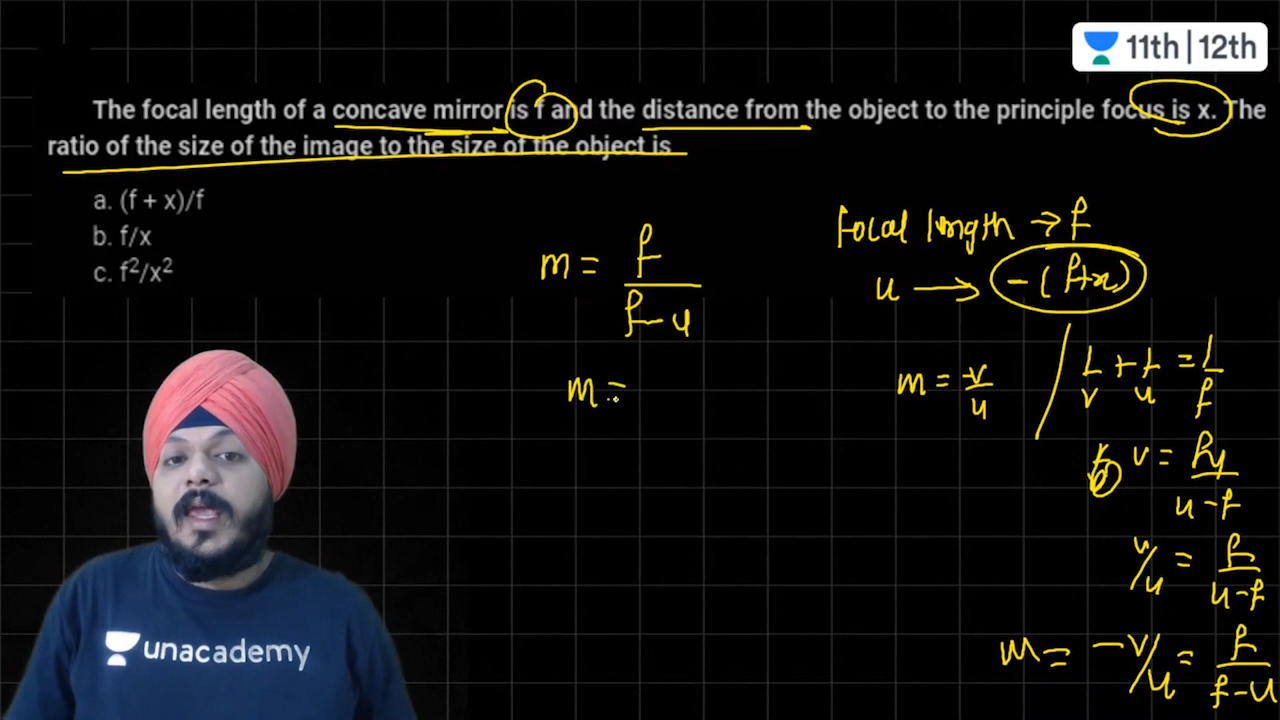 11th | 12th
The focal length of a concave mirror is f and the distance from the object to the principle focus is x. The
ratio of the size of the image to the size of the object is
a. (f + x)/f
b. f/x
c. f²/x²
focal length → f
u → -(f+x)
m = f/f-u
m =
m = -v/u
1/v + 1/u = 1/f
v = fu/u-f
v/u = f/u-f
m = -v/u = f/f-u
unacademy